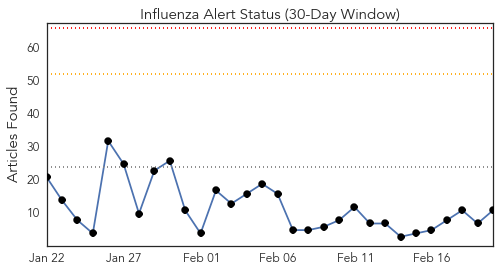 Influenza Alert Status (30-Day Window)
Articles Found
60
50
40
30
20
10
Jan 22 Jan 27 Feb 01 Feb 06 Feb 11 Feb 16